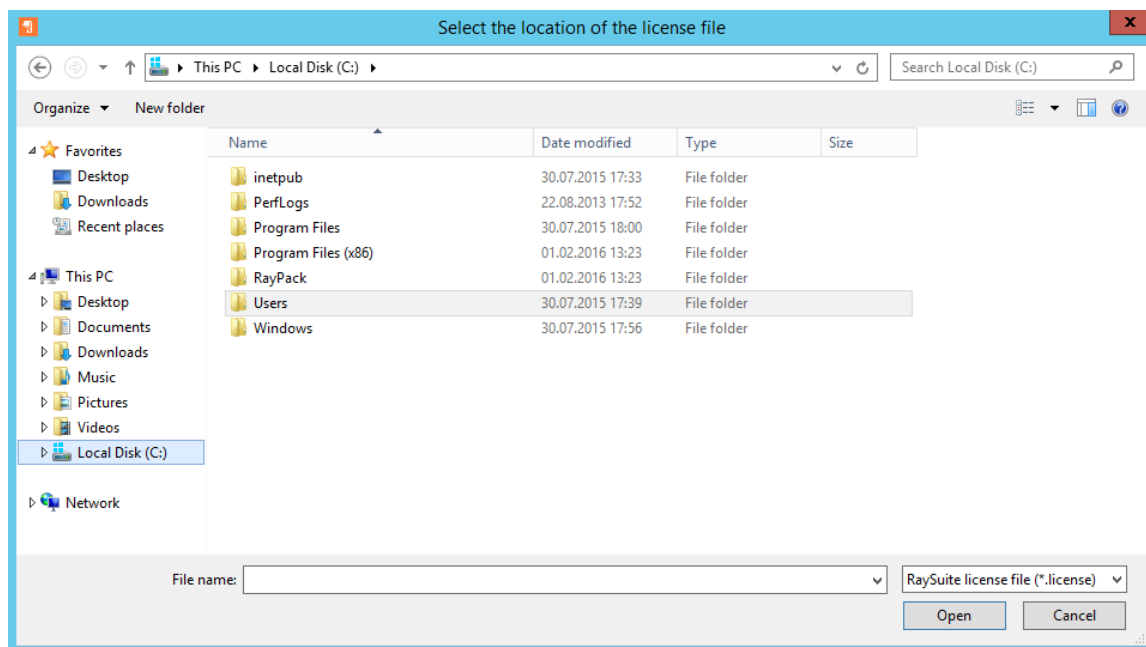 Select the location of the license file
x
This PC Local Disk (C:)
Search Local Disk (C:)
Organize New folder
Name Date modified Type Size
Favorites
Desktop
Downloads
Recent places
This PC
Desktop
Documents
Downloads
Music
Pictures
Videos
Local Disk (C:)
Network
inetpub 30.07.2015 17:33 File folder
PerfLogs 22.08.2013 17:52 File folder
Program Files 30.07.2015 18:00 File folder
Program Files (x86) 01.02.2016 13:23 File folder
RayPack 01.02.2016 13:23 File folder
Users 30.07.2015 17:39 File folder
Windows 30.07.2015 17:56 File folder
File name: RaySuite license file (*.license)
Open Cancel